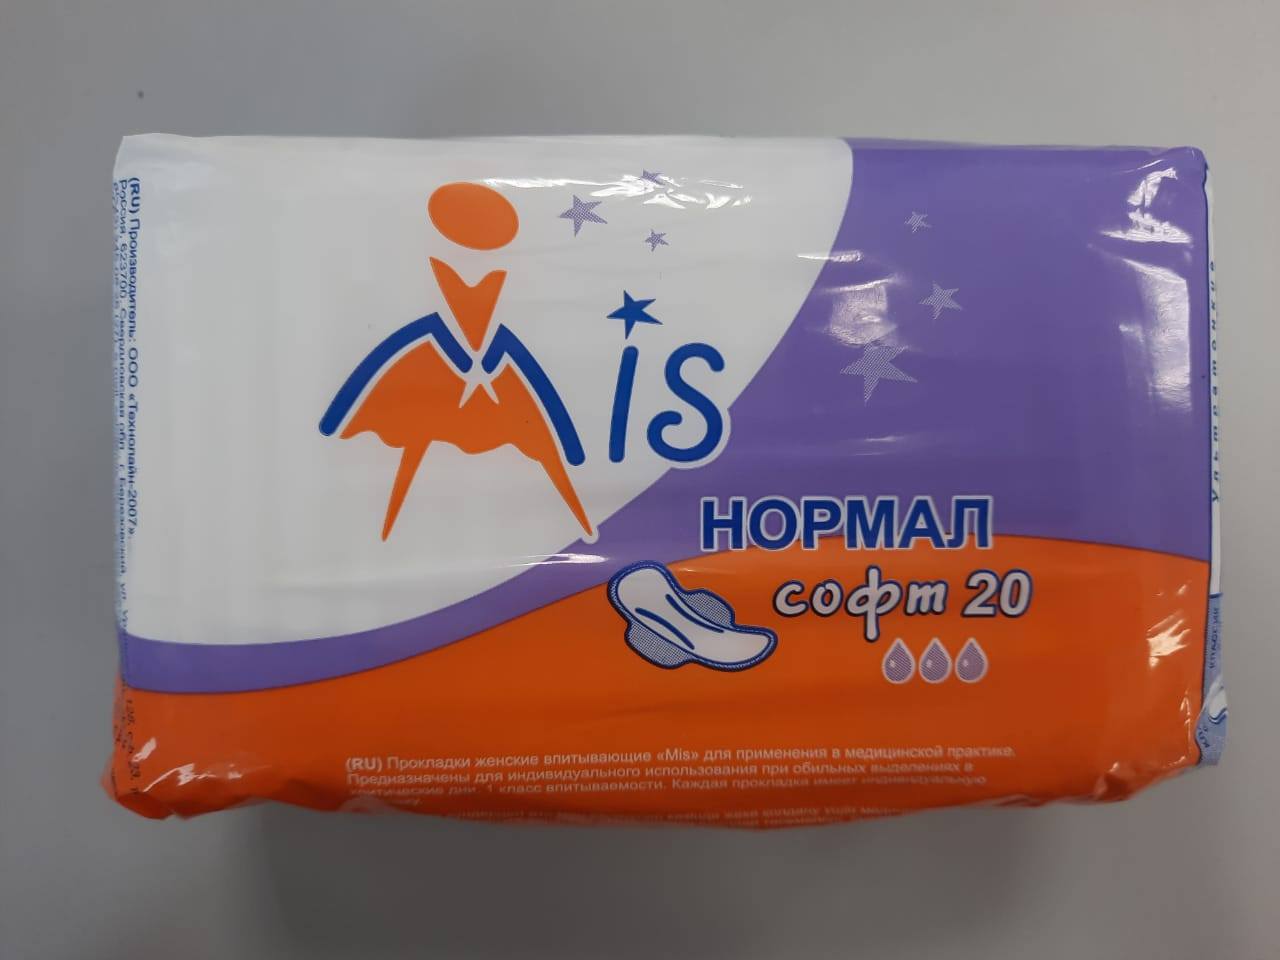 Mis
НОРМАЛ
софт 20
(RU) Прокладки женские впитывающие «Mis» для применения в медицинской практике.
Предназначены для индивидуального использования при обильных выделениях в
критические дни. 1 класс впитываемости. Каждая прокладка имеет индивидуальную
(RU) Производитель: ООО «Технолайн-2007».
Россия, 623700, Свердловская обл., г. Березовский, ул.
Ультратонкие